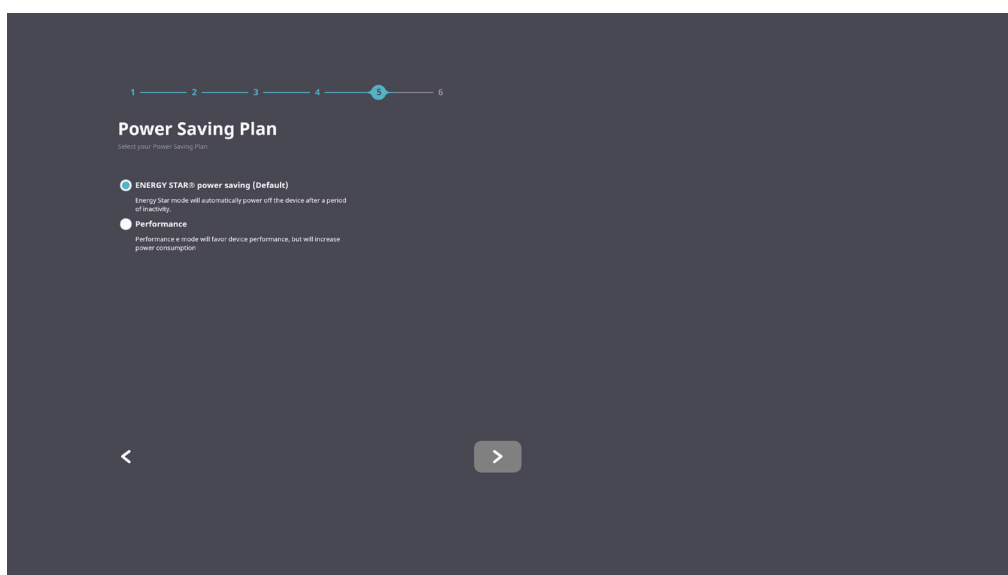 1 2 3 4 5 6
Power Saving Plan
Select your Power Saving Plan
ENERGY STAR® power saving (Default)
Energy Star mode will automatically power off the device after a period
of inactivity.
Performance
Performance e mode will favor device performance, but will increase
power consumption